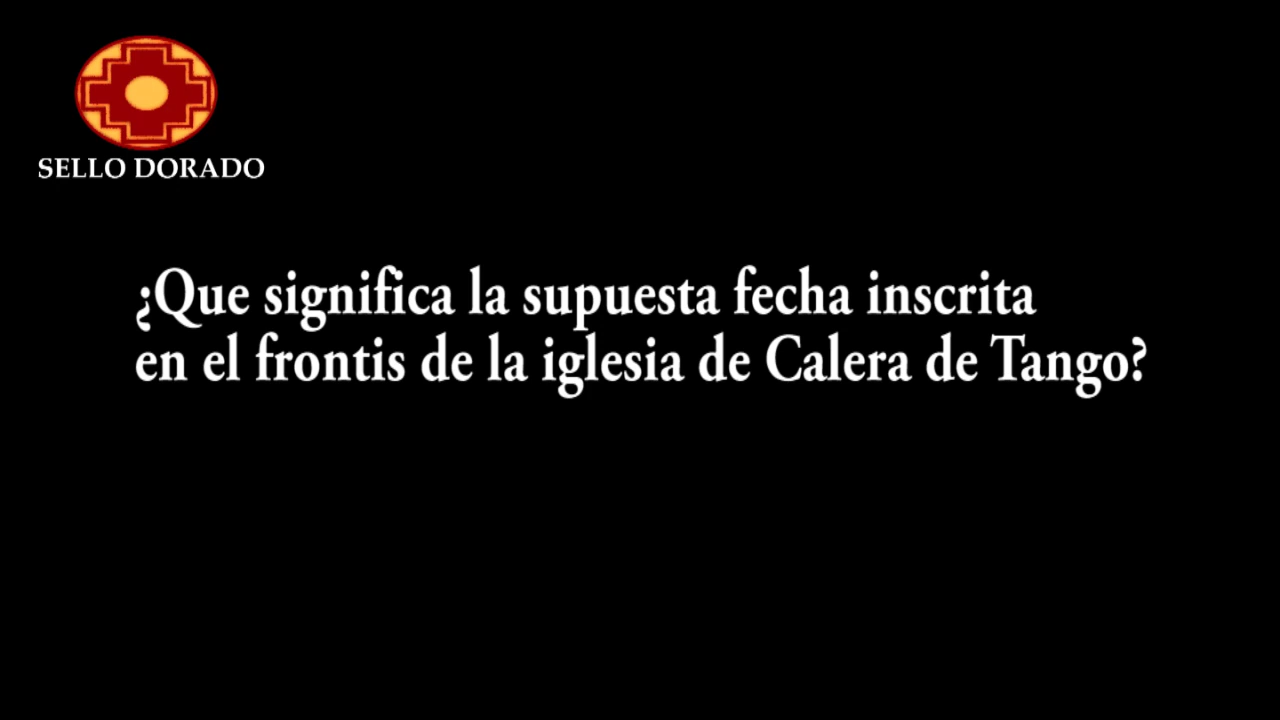 SELLO DORADO
¿Que significa la supuesta fecha inscrita
en el frontis de la iglesia de Calera de Tango?